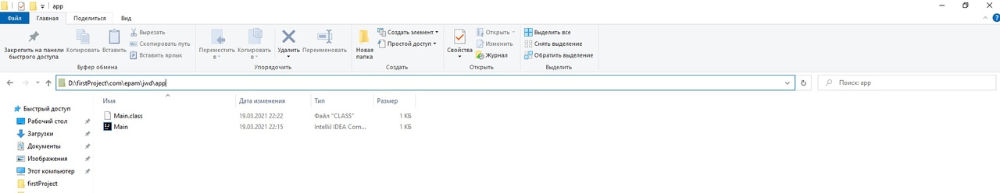 app
Файл Главная Поделиться Вид
Закрепить на панели быстрого доступа
Копировать
Вставить
Вырезать
Скопировать путь
Вставить ярлык
Буфер обмена
Переместить в
Копировать в
Удалить
Переименовать
Упорядочить
Новая папка
Создать элемент
Простой доступ
Создать
Свойства
Открыть
Изменить
Журнал
Открыть
Выделить все
Снять выделение
Обратить выделение
Выделить
D:\firstProject\com\epam\jwd\app
Поиск: app
Имя Дата изменения Тип Размер
Main.class 19.03.2021 22:22 Файл "CLASS" 1 КБ
Main 19.03.2021 22:15 IntelliJ IDEA Com... 1 КБ
Быстрый доступ
Рабочий стол
Загрузки
Документы
Изображения
Этот компьютер
firstProject